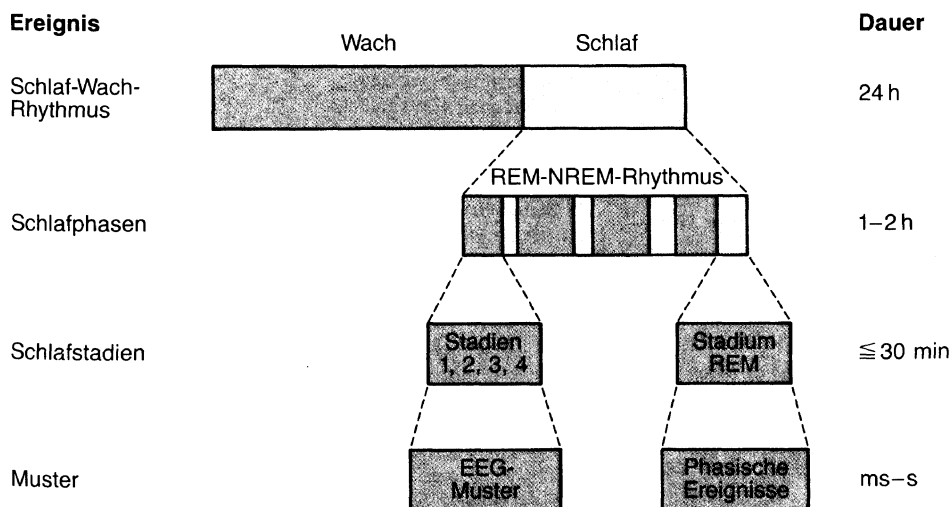 Ereignis
Dauer
Wach
Schlaf
Schlaf-Wach-
Rhythmus
24 h
REM-NREM-Rhythmus
Schlafphasen
1–2 h
Schlafstadien
Stadien
1, 2, 3, 4
Stadium
REM
≦ 30 min
Muster
EEG-
Muster
Phasische
Ereignisse
ms–s